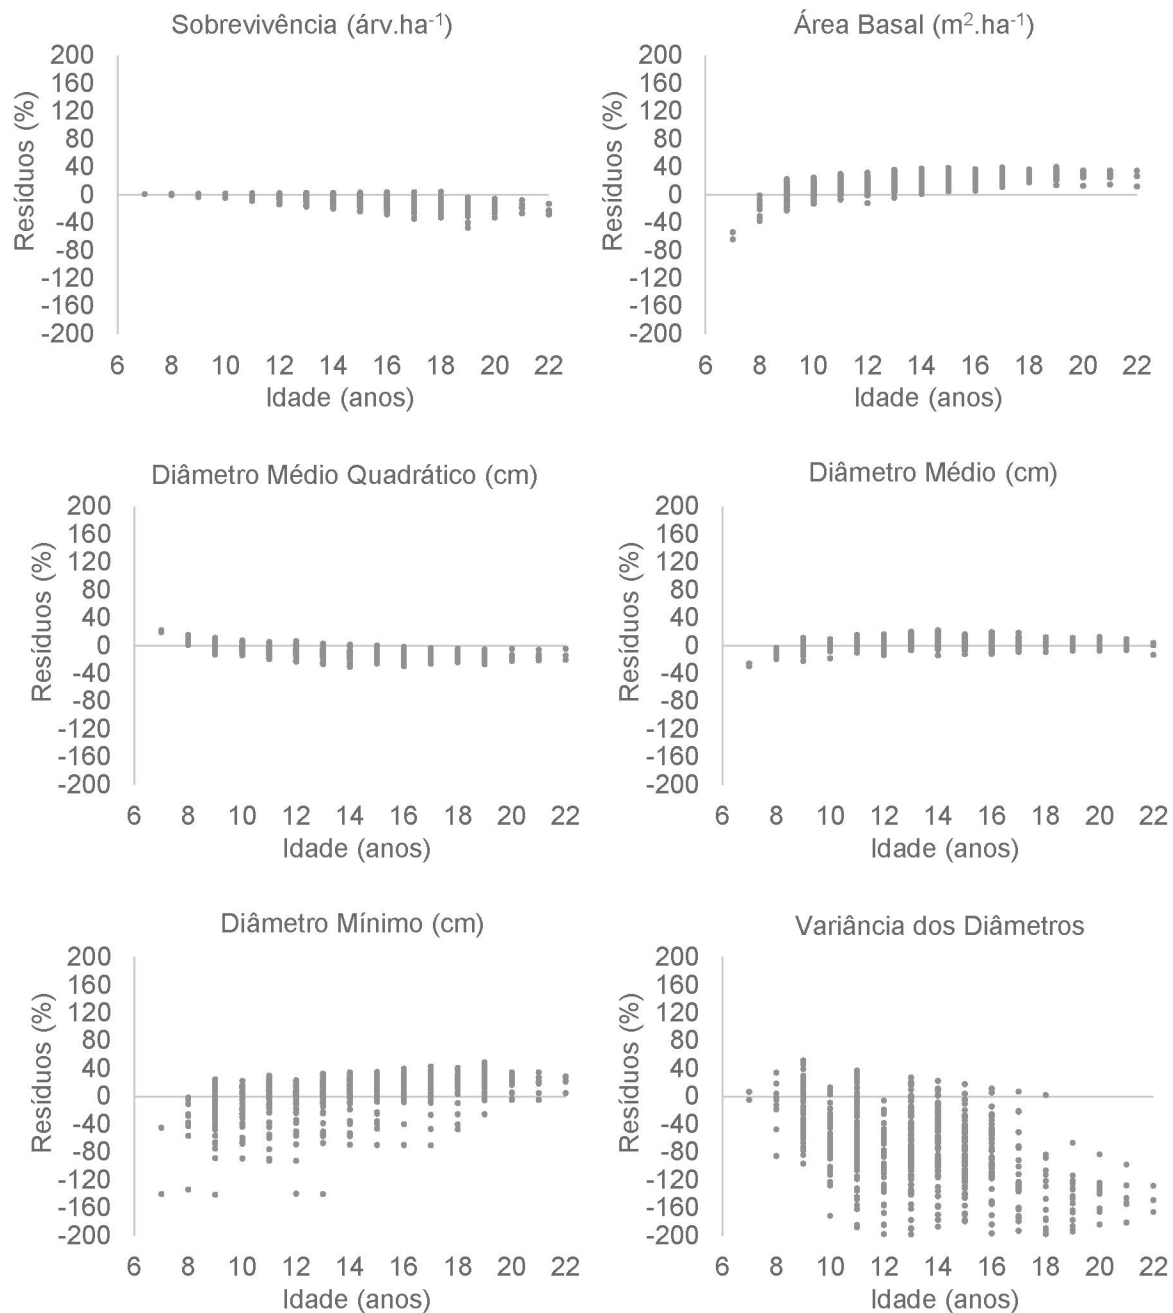 Sobrevivência (árv.ha⁻¹)
200
160
120
80
40
0
-40
-80
-120
-160
-200
Resíduos (%)
6 8 10 12 14 16 18 20 22
Idade (anos)
Área Basal (m².ha⁻¹)
200
160
120
80
40
0
-40
-80
-120
-160
-200
Resíduos (%)
6 8 10 12 14 16 18 20 22
Idade (anos)
Diâmetro Médio Quadrático (cm)
200
160
120
80
40
0
-40
-80
-120
-160
-200
Resíduos (%)
6 8 10 12 14 16 18 20 22
Idade (anos)
Diâmetro Médio (cm)
200
160
120
80
40
0
-40
-80
-120
-160
-200
Resíduos (%)
6 8 10 12 14 16 18 20 22
Idade (anos)
Diâmetro Mínimo (cm)
200
160
120
80
40
0
-40
-80
-120
-160
-200
Resíduos (%)
6 8 10 12 14 16 18 20 22
Idade (anos)
Variância dos Diâmetros
200
160
120
80
40
0
-40
-80
-120
-160
-200
Resíduos (%)
6 8 10 12 14 16 18 20 22
Idade (anos)